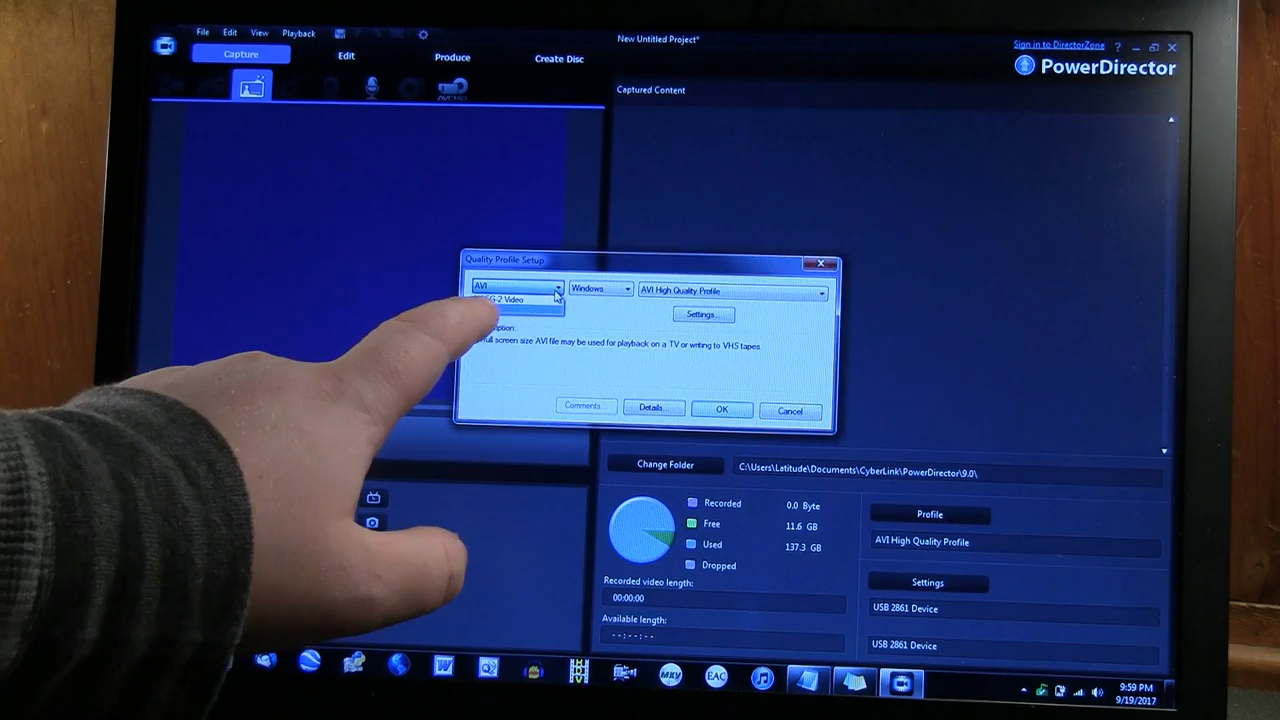 File Edit View Playback
New Untitled Project*
Sign in to DirectorZone ?
Capture Edit Produce Create Disc
PowerDirector
AVCHD
Captured Content
Quality Profile Setup
AVI Windows AVI High Quality Profile
Video
Settings...
full screen size AVI file may be used for playback on a TV or writing to VHS tapes.
Comments... Details... OK Cancel
Change Folder C:\Users\Latitude\Documents\CyberLink\PowerDirector\9.0\
Recorded 0.0 Byte
Free 11.6 GB
Used 137.3 GB
Dropped
Profile
AVI High Quality Profile
Recorded video length:
00:00:00
Available length:
--:--:--
Settings
USB 2861 Device
USB 2861 Device
W HDV MKV EAC
9:59 PM
9/19/2017